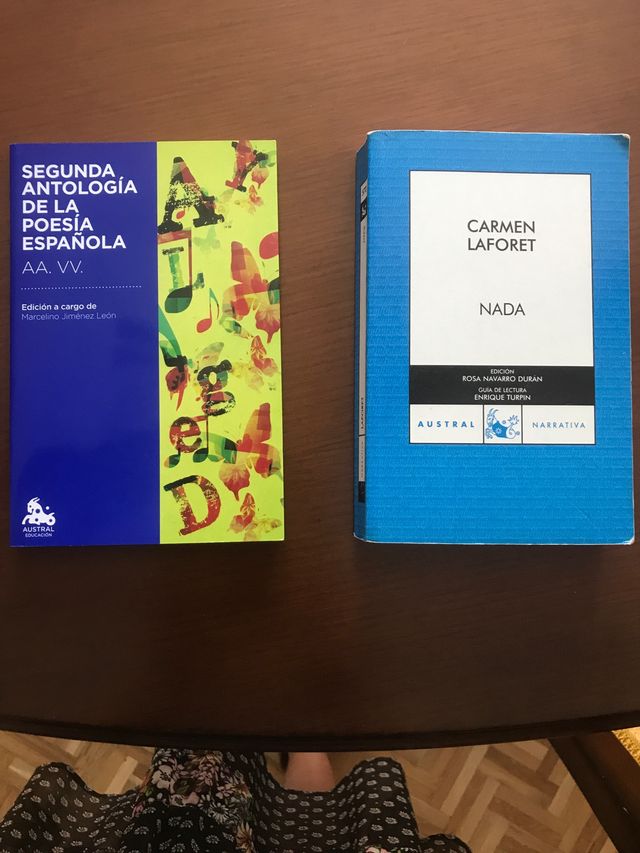 SEGUNDA
ANTOLOGÍA
DE LA
POESÍA
ESPAÑOLA
AA. VV.
Edición a cargo de
Marcelino Jiménez León
AUSTRAL
EDUCACIÓN
CARMEN
LAFORET
NADA
EDICIÓN
ROSA NAVARRO DURÁN
GUÍA DE LECTURA
ENRIQUE TURPIN
AUSTRAL NARRATIVA